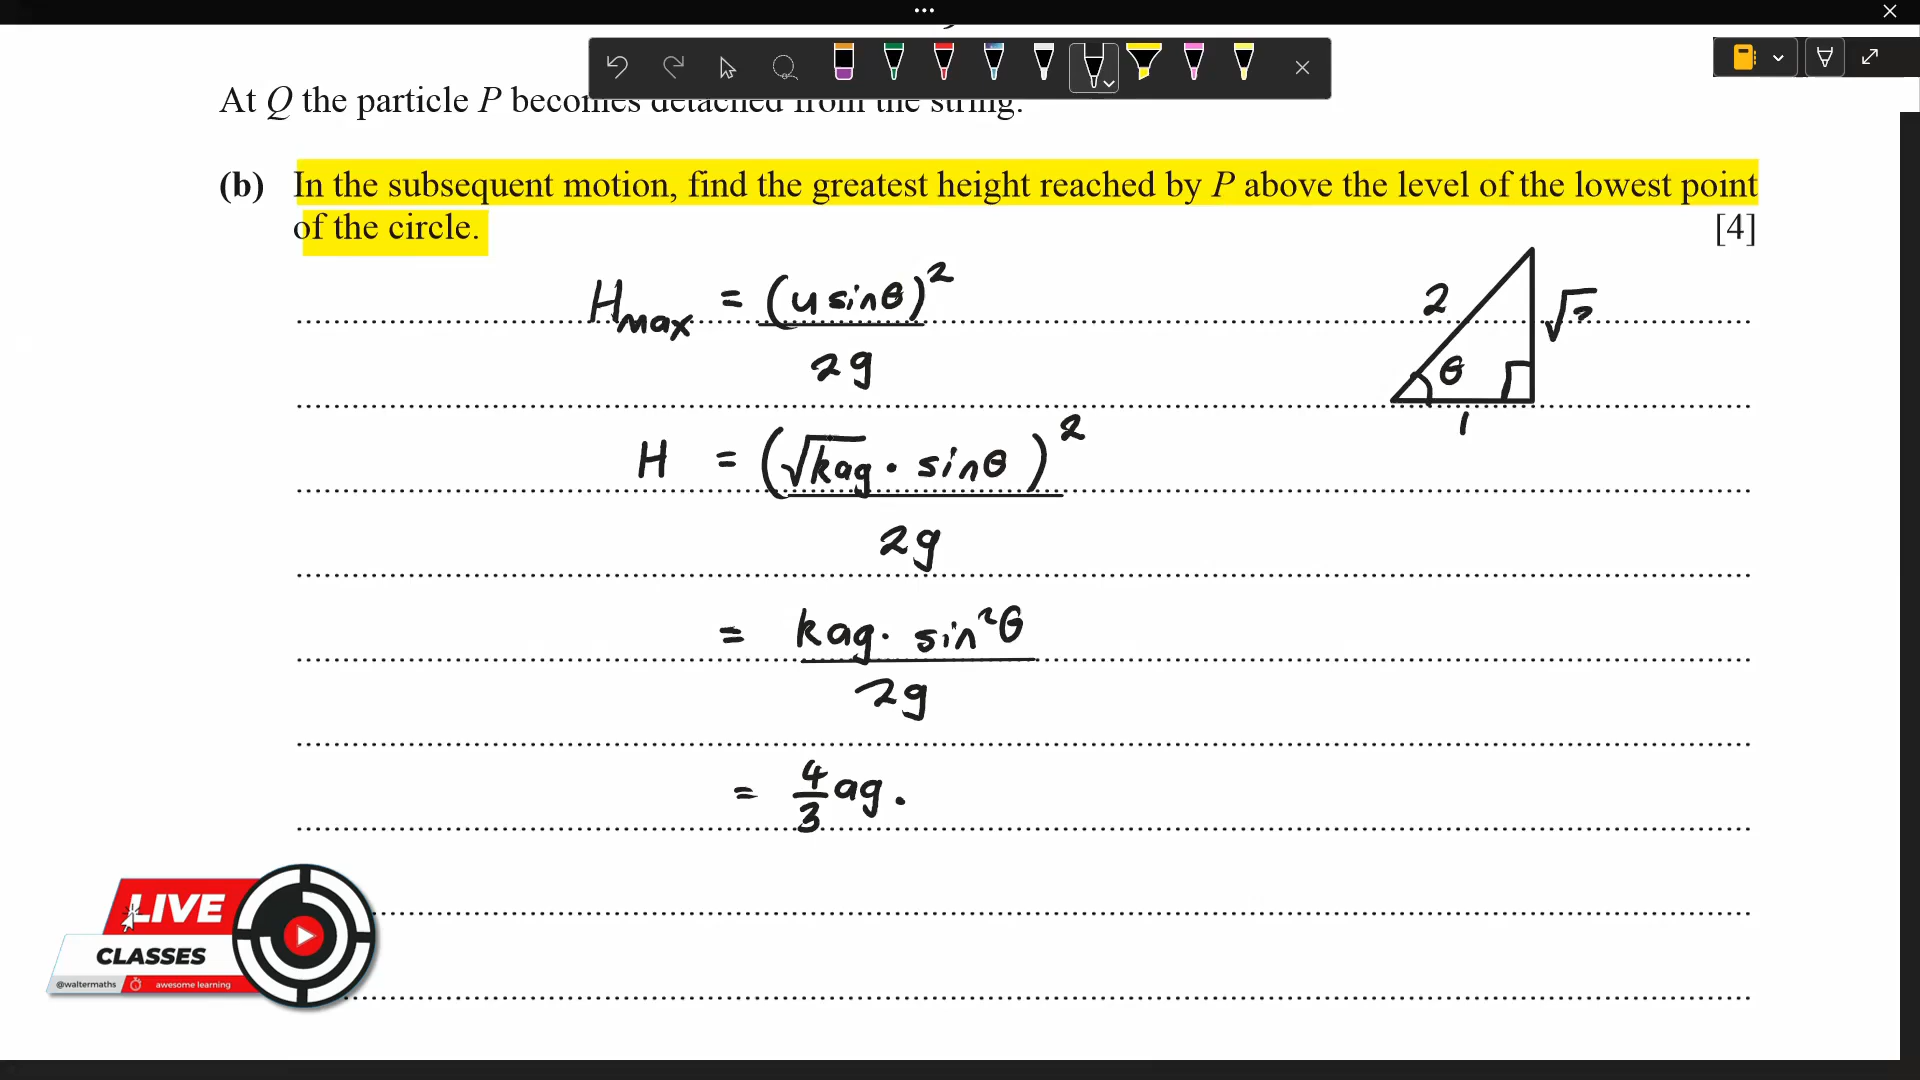 At Q the particle P becomes detached from the string.
(b) In the subsequent motion, find the greatest height reached by P above the level of the lowest point
of the circle. [4]
H_max = (u sinθ)² / 2g
2 θ 1
H = (√kag · sinθ)² / 2g
= kag · sin²θ / 2g
= 4/3 ag.
LIVE
CLASSES
@waltermaths awesome learning